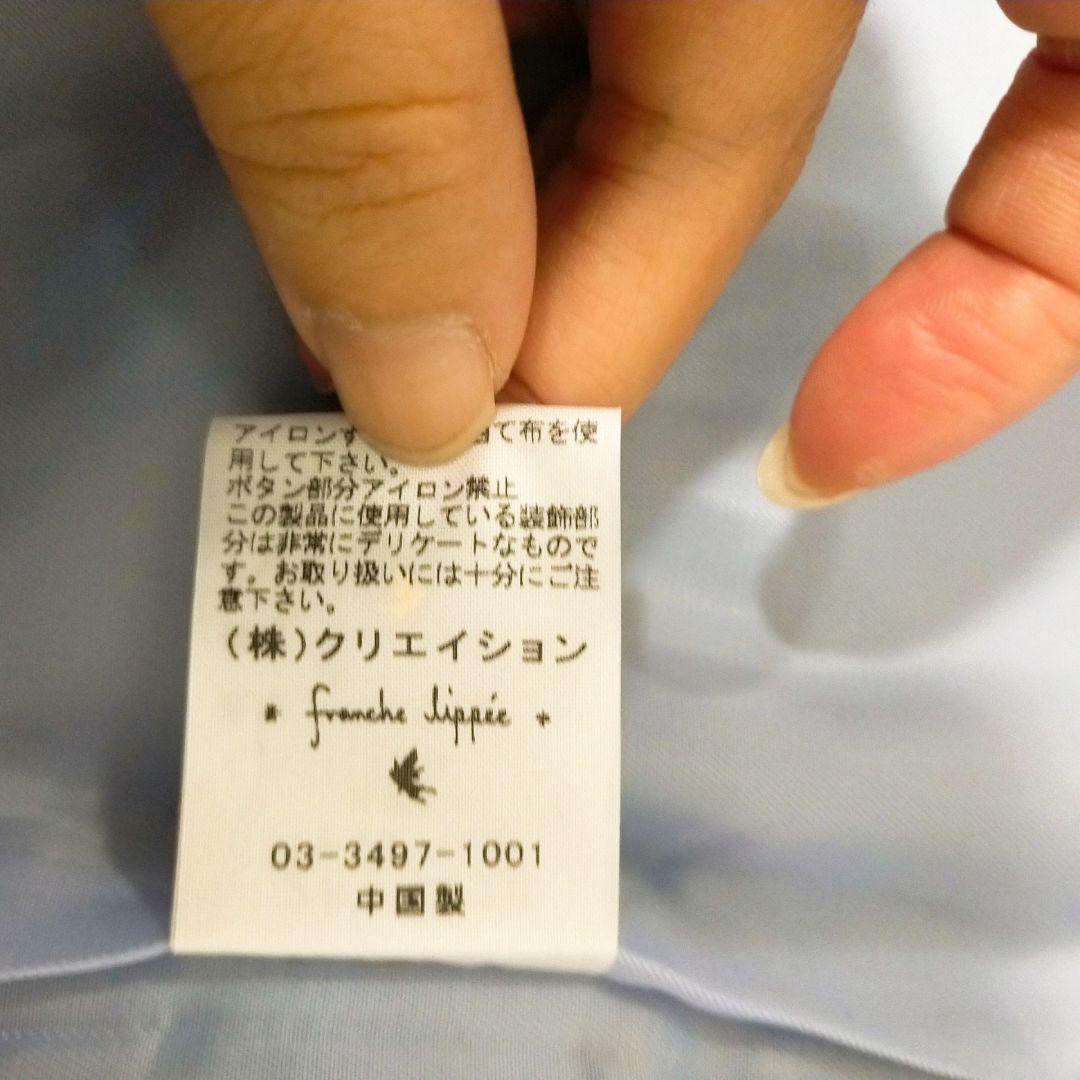 アイロンす 当て布を使
用して下さい。
ボタン部分アイロン禁止
この製品に使用している装飾部
分は非常にデリケートなもので
す。お取り扱いには十分にご注
意下さい。
(株)クリエイション
franche lippée
03-3497-1001
中国製